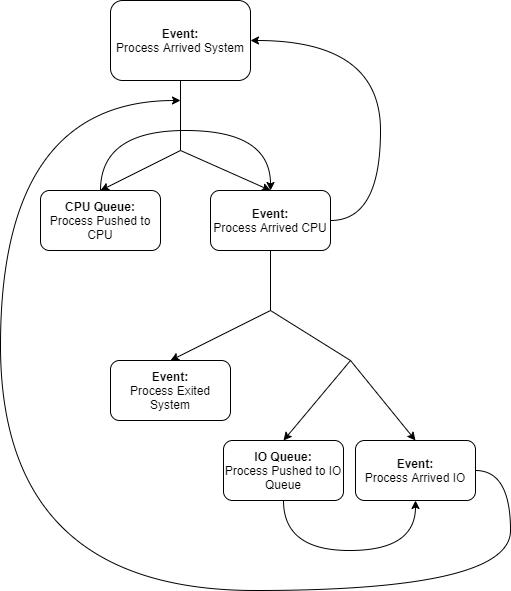 Event:
Process Arrived System
CPU Queue:
Process Pushed to
CPU
Event:
Process Arrived CPU
Event:
Process Exited
System
IO Queue:
Process Pushed to IO
Queue
Event:
Process Arrived IO